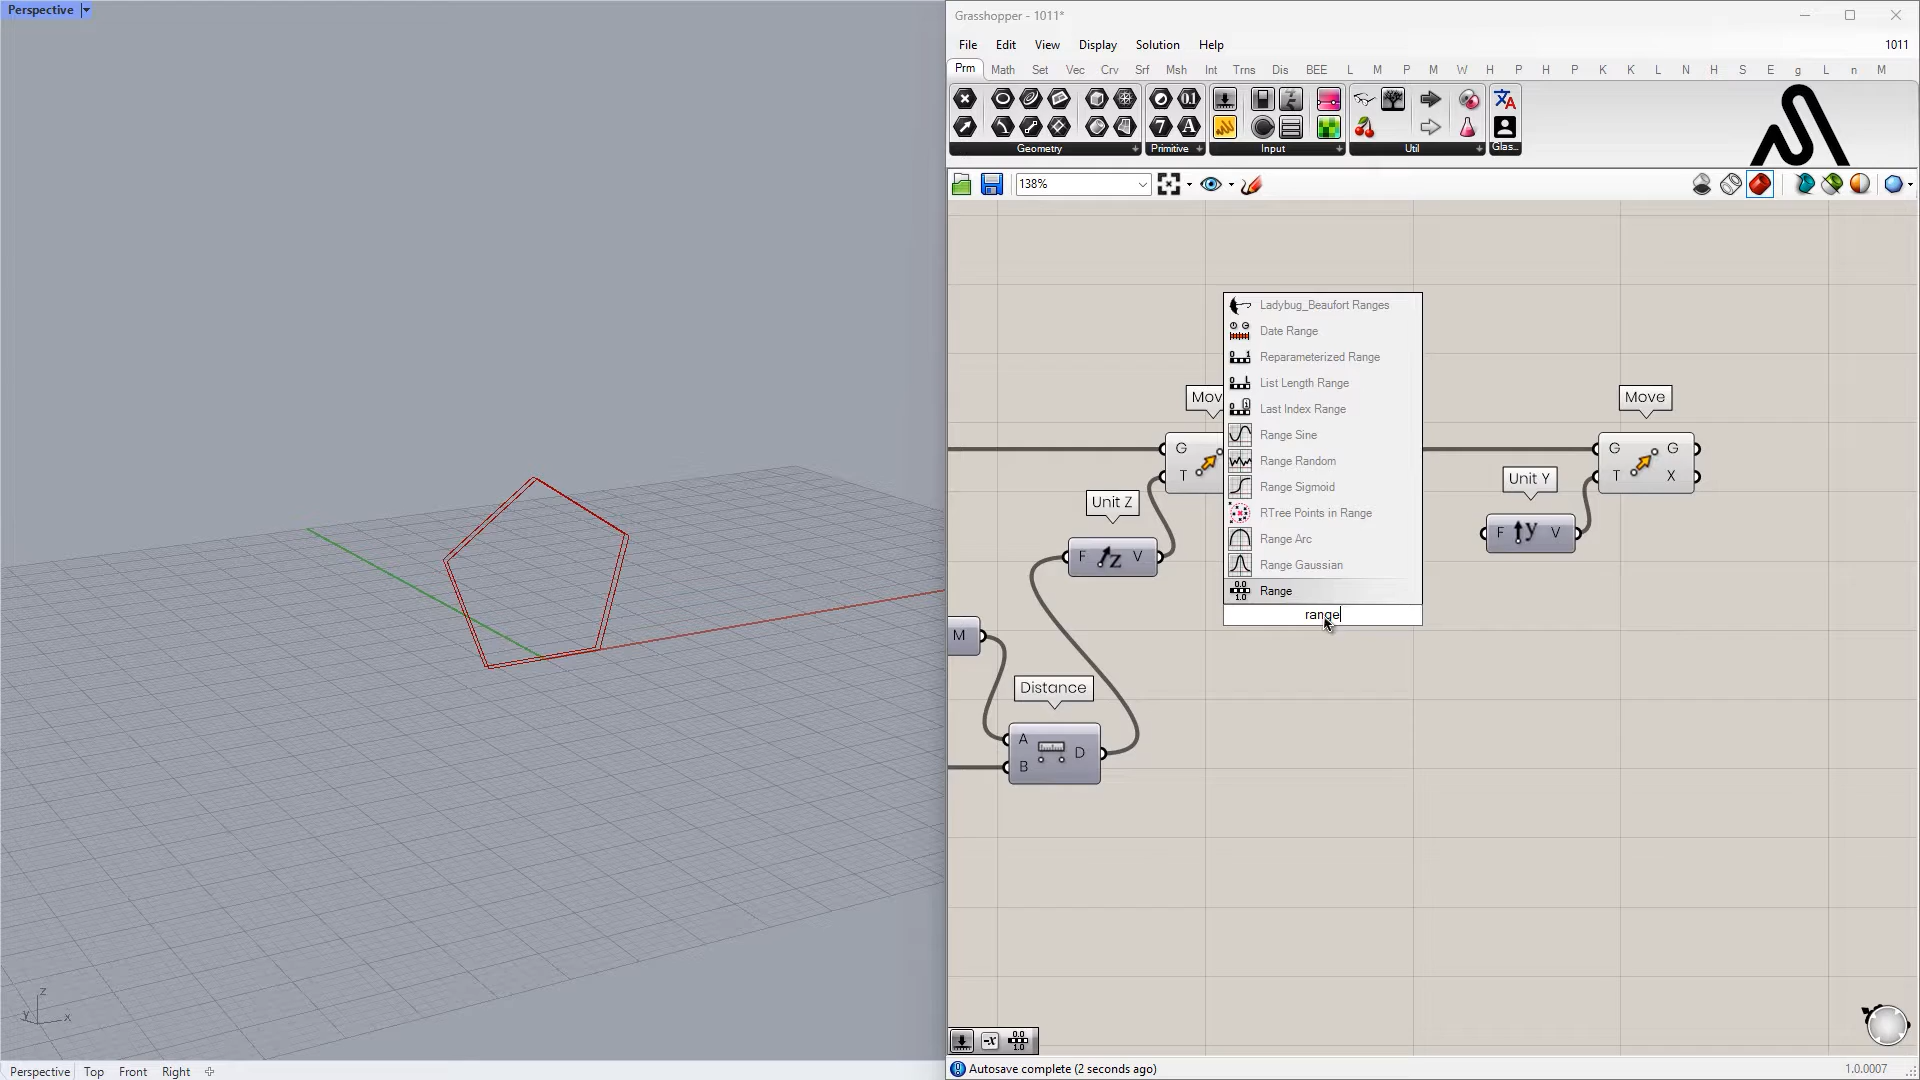 Perspective
Grasshopper - 1011*
File Edit View Display Solution Help 1011
Prm Math Set Vec Crv Srf Msh Int Trns Dis BEE L M P M W H P H P K K L N H S E g L n M
Geometry Primitive Input Util Glas...
138%
Ladybug_Beaufort Ranges
Date Range
Reparameterized Range
List Length Range
Last Index Range
Range Sine
Range Random
Range Sigmoid
RTree Points in Range
Range Arc
Range Gaussian
Range
range
Mov
G
T
Unit Z
F Z V
M
Distance
A
B
D
Move
G G
T X
Unit Y
F y V
z
y x
Perspective Top Front Right
Autosave complete (2 seconds ago) 1.0.0007